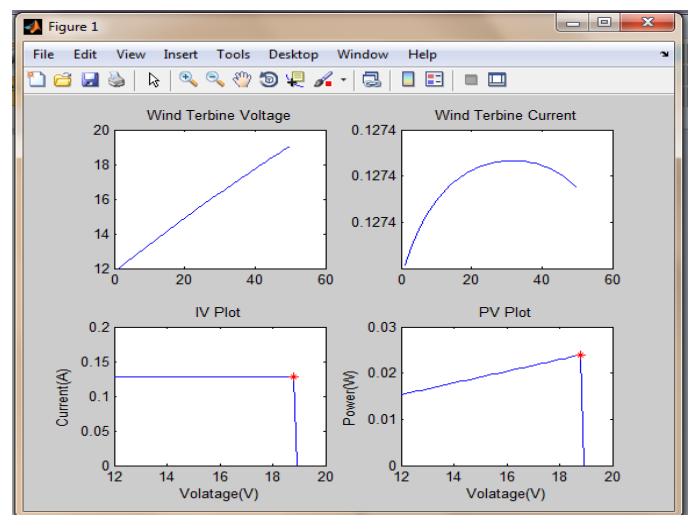 Figure 1
File Edit View Insert Tools Desktop Window Help
Wind Terbine Voltage
20
18
16
14
12
0 20 40 60
Wind Terbine Current
0.1274
0.1274
0.1274
0 20 40 60
IV Plot
Current(A)
0.2
0.15
0.1
0.05
0
12 14 16 18 20
Volatage(V)
PV Plot
Power(W)
0.03
0.02
0.01
0
12 14 16 18 20
Volatage(V)